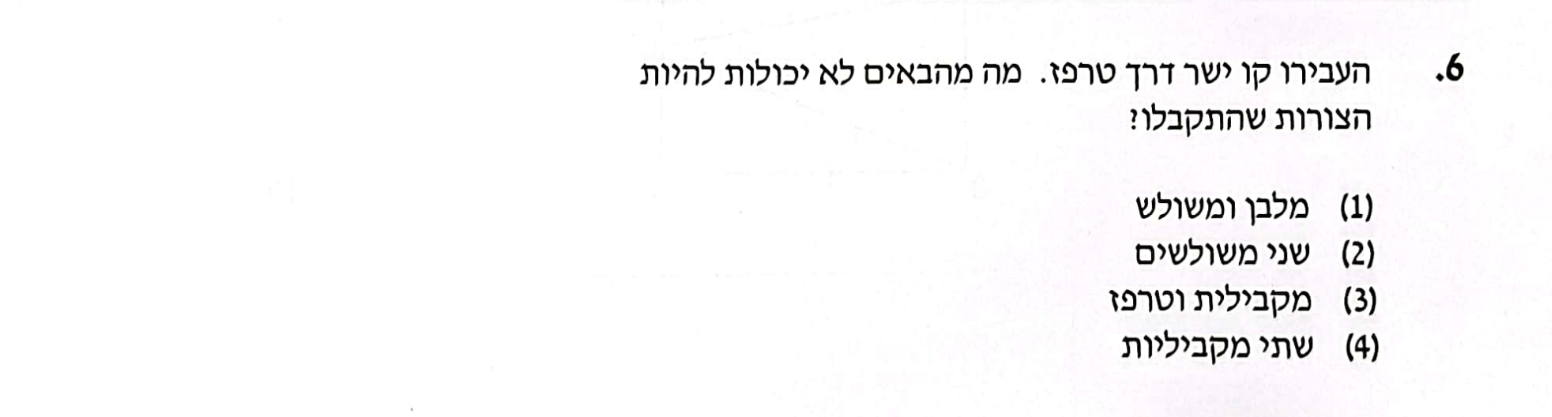 6. העבירו קו ישר דרך טרפז. מה מהבאים לא יכולות להיות
הצורות שהתקבלו?
(1) מלבן ומשולש
(2) שני משולשים
(3) מקבילית וטרפז
(4) שתי מקביליות